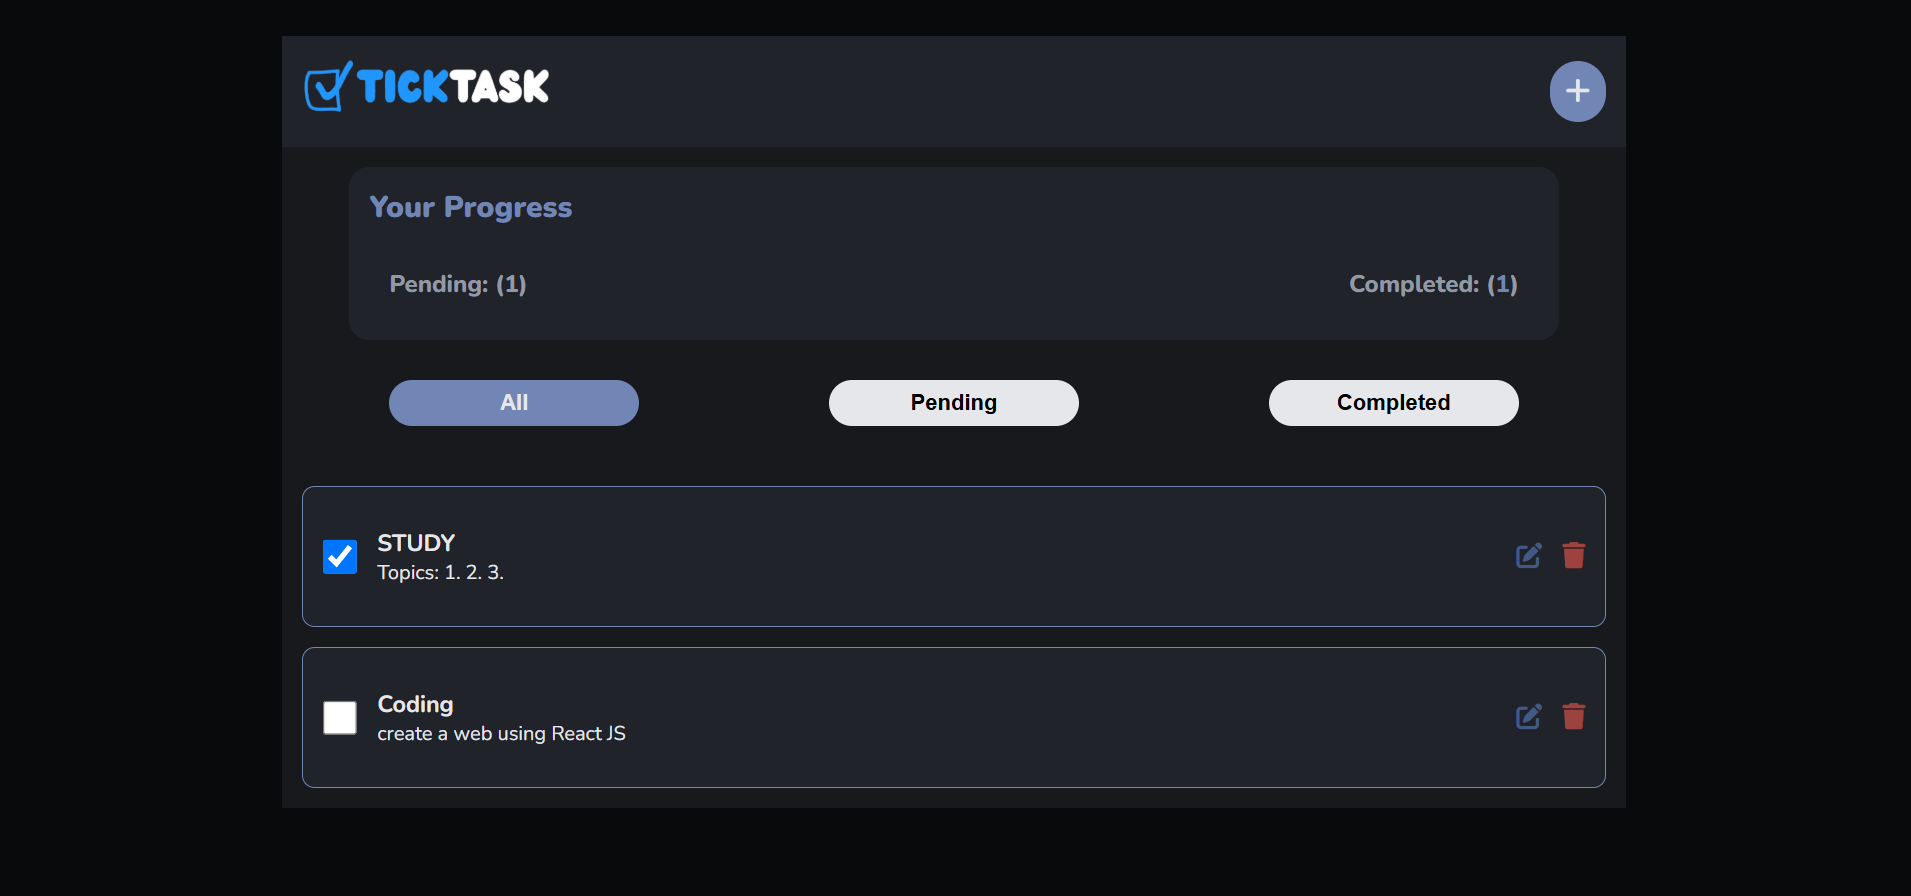 TICKTASK
Your Progress
Pending: (1)
Completed: (1)
All
Pending
Completed
STUDY
Topics: 1. 2. 3.
Coding
create a web using React JS